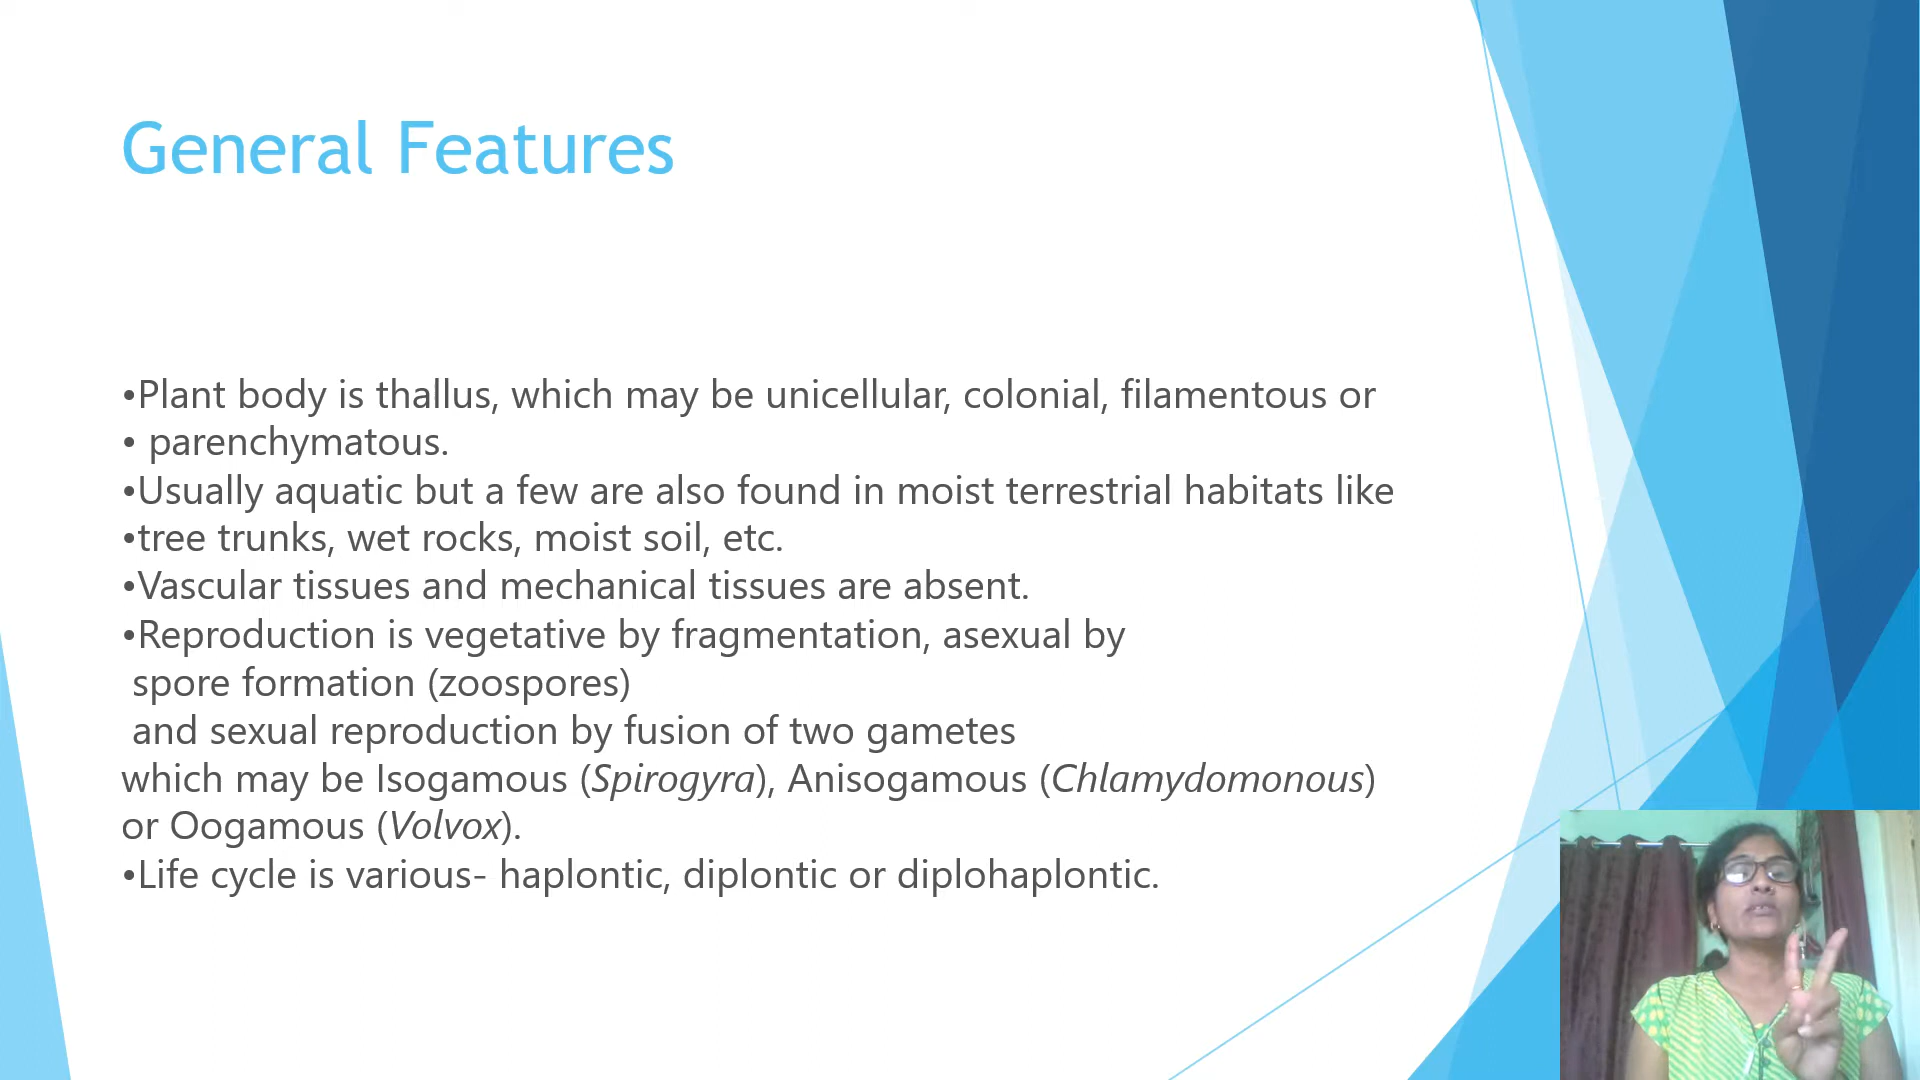 General Features
•Plant body is thallus, which may be unicellular, colonial, filamentous or
• parenchymatous.
•Usually aquatic but a few are also found in moist terrestrial habitats like
•tree trunks, wet rocks, moist soil, etc.
•Vascular tissues and mechanical tissues are absent.
•Reproduction is vegetative by fragmentation, asexual by
spore formation (zoospores)
and sexual reproduction by fusion of two gametes
which may be Isogamous (Spirogyra), Anisogamous (Chlamydomonous)
or Oogamous (Volvox).
•Life cycle is various- haplontic, diplontic or diplohaplontic.